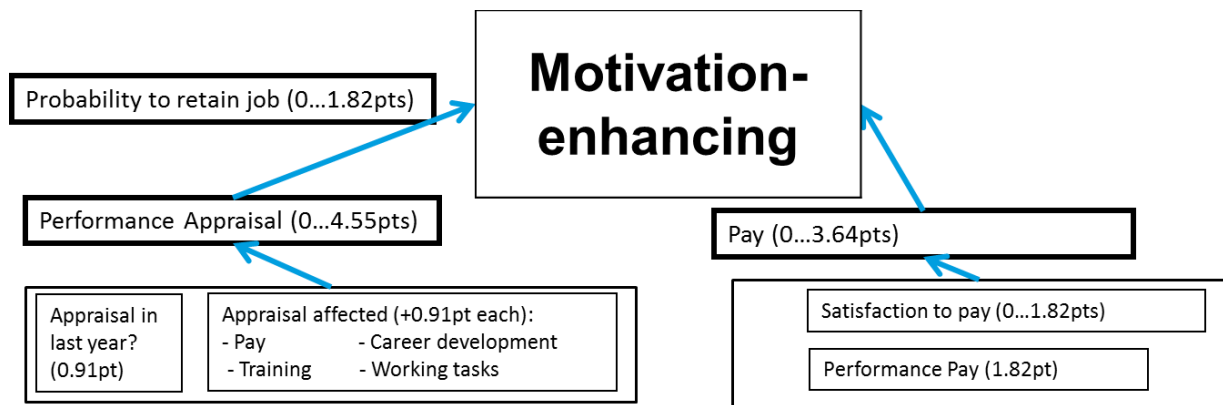 Motivation-
enhancing
Probability to retain job (0...1.82pts)
Performance Appraisal (0...4.55pts)
Pay (0...3.64pts)
Appraisal in
last year?
(0.91pt)
Appraisal affected (+0.91pt each):
- Pay - Career development
- Training - Working tasks
Satisfaction to pay (0...1.82pts)
Performance Pay (1.82pt)